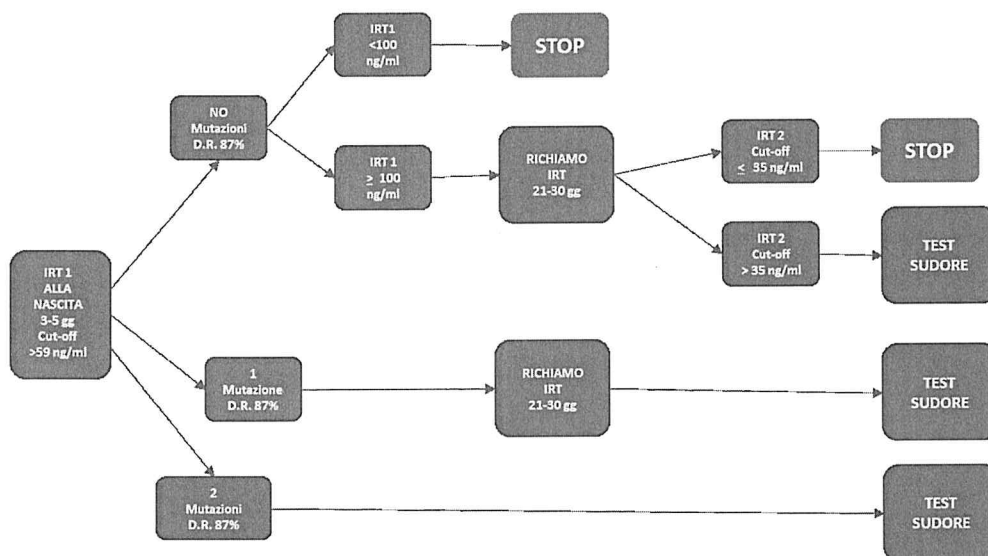 IRT1
<100
ng/ml
STOP
NO
Mutazioni
D.R. 87%
IRT 1
≥ 100
ng/ml
RICHIAMO
IRT
21-30 gg
IRT 2
Cut-off
≤ 35 ng/ml
STOP
IRT 2
Cut-off
> 35 ng/ml
TEST
SUDORE
IRT 1
ALLA
NASCITA
3-5 gg
Cut-off
>59 ng/ml
1
Mutazione
D.R. 87%
RICHIAMO
IRT
21-30 gg
TEST
SUDORE
2
Mutazioni
D.R. 87%
TEST
SUDORE